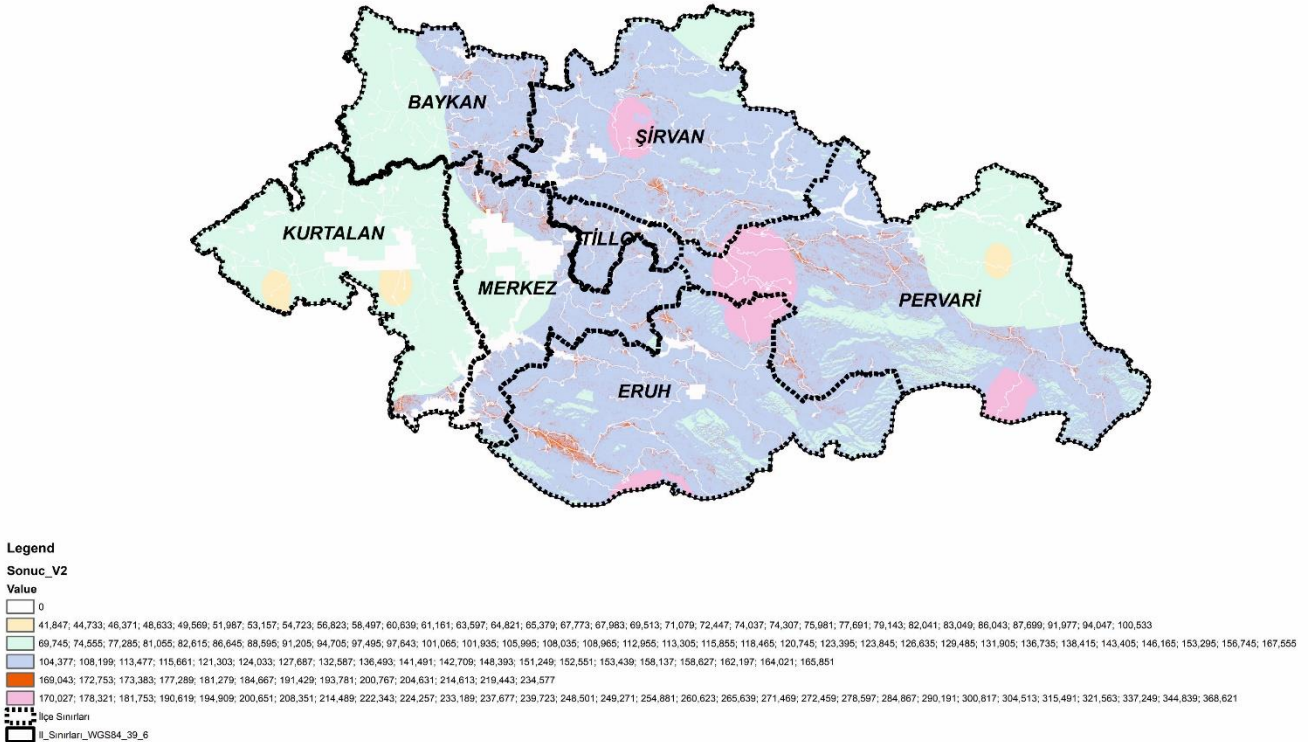 BAYKAN
ŞİRVAN
KURTALAN
TİLLO
MERKEZ
PERVARİ
ERUH
Legend
Sonuc_V2
Value
0
41,847; 44,733; 46,371; 48,633; 49,569; 51,987; 53,157; 54,723; 56,823; 58,497; 60,639; 61,161; 63,597; 64,821; 65,379; 67,773; 67,983; 69,513; 71,079; 72,447; 74,037; 74,307; 75,981; 77,691; 79,143; 82,041; 83,049; 86,043; 87,699; 91,977; 94,047; 100,533
69,745; 74,555; 77,285; 81,055; 82,615; 86,645; 88,595; 91,205; 94,705; 97,495; 97,843; 101,065; 101,935; 105,995; 108,035; 108,965; 112,955; 113,305; 115,855; 118,465; 120,745; 123,395; 123,845; 126,635; 129,485; 131,905; 136,735; 138,415; 143,405; 146,165; 153,295; 156,745; 167,555
104,377; 108,199; 113,477; 115,661; 121,303; 124,033; 127,687; 132,587; 136,493; 141,491; 142,709; 148,393; 151,249; 152,551; 153,439; 158,137; 158,627; 162,197; 164,021; 165,851
169,043; 172,753; 173,383; 177,289; 181,279; 184,667; 191,429; 193,781; 200,767; 204,631; 214,613; 219,443; 234,577
170,027; 178,321; 181,753; 190,619; 194,909; 200,651; 208,351; 214,489; 222,343; 224,257; 233,189; 237,677; 239,723; 248,501; 249,271; 254,881; 260,623; 265,639; 271,469; 272,459; 278,597; 284,867; 290,191; 300,817; 304,513; 315,491; 321,563; 337,249; 344,839; 368,621
İlçe Sınırları
İl_Sınırları_WGS84_39_6